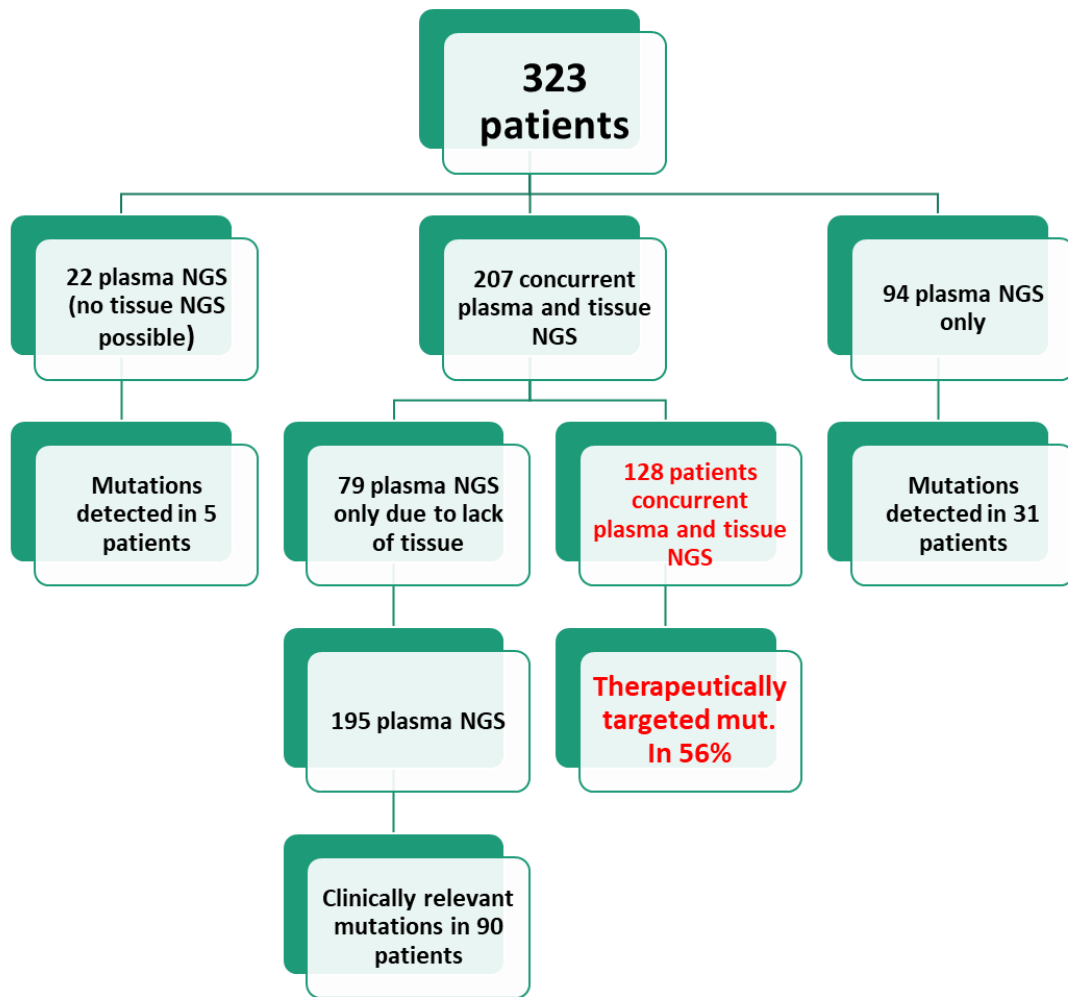 323
patients
22 plasma NGS
(no tissue NGS
possible)
207 concurrent
plasma and tissue
NGS
94 plasma NGS
only
Mutations
detected in 5
patients
79 plasma NGS
only due to lack
of tissue
128 patients
concurrent
plasma and tissue
NGS
Mutations
detected in 31
patients
195 plasma NGS
Therapeutically
targeted mut.
In 56%
Clinically relevant
mutations in 90
patients